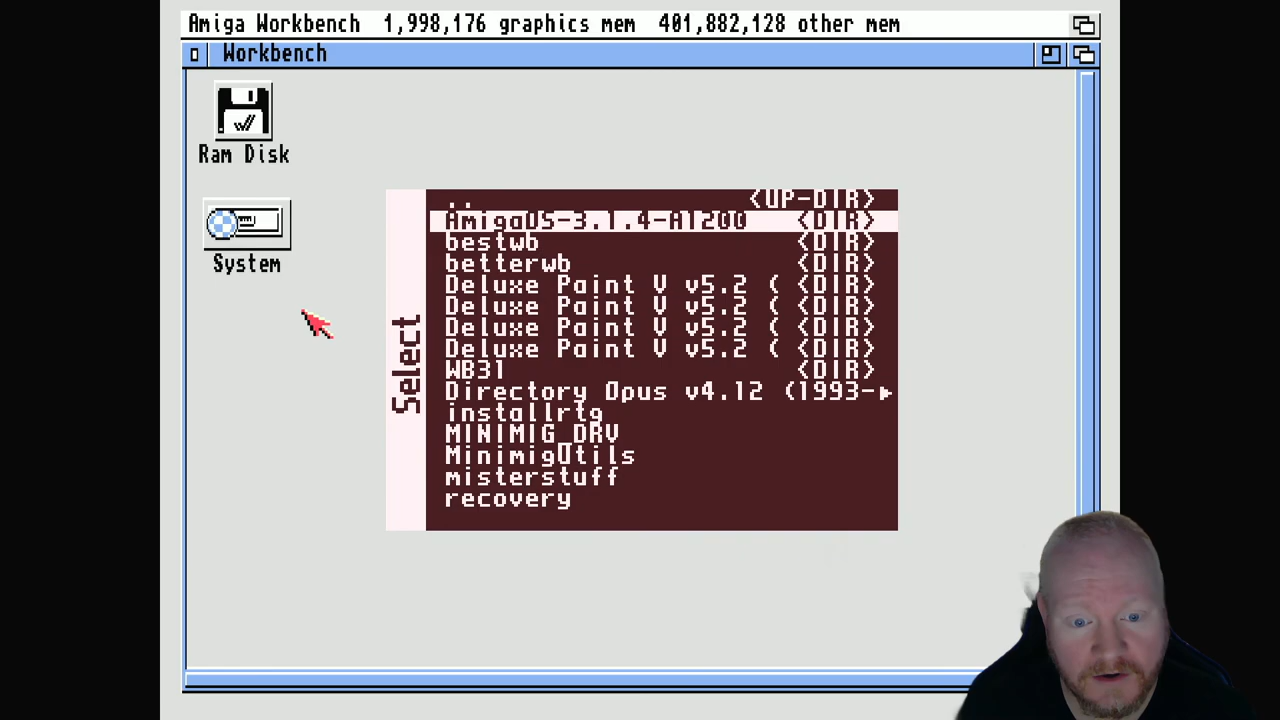 Amiga Workbench 1,998,176 graphics mem 401,882,128 other mem
Workbench
Ram Disk
System
Select
.. <UP-DIR>
AmigaOS-3.1.4-A1200 <DIR>
bestwb <DIR>
betterwb <DIR>
Deluxe Paint V v5.2 ( <DIR>
Deluxe Paint V v5.2 ( <DIR>
Deluxe Paint V v5.2 ( <DIR>
Deluxe Paint V v5.2 ( <DIR>
WB31 <DIR>
Directory Opus v4.12 (1993-▸
installrtg
MINIMIG_DRV
MinimigUtils
misterstuff
recovery